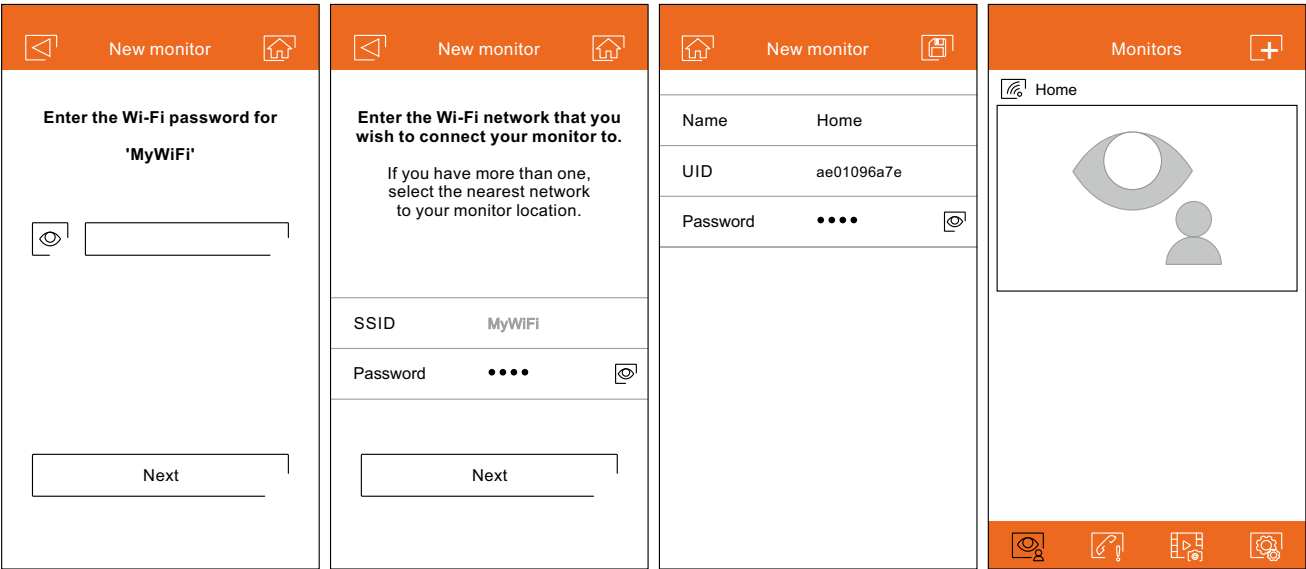 New monitor
Enter the Wi-Fi password for
'MyWiFi'
Next
New monitor
Enter the Wi-Fi network that you
wish to connect your monitor to.
If you have more than one,
select the nearest network
to your monitor location.
SSID MyWiFi
Password ●●●●
Next
New monitor
Name Home
UID ae01096a7e
Password ●●●●
Monitors
Home